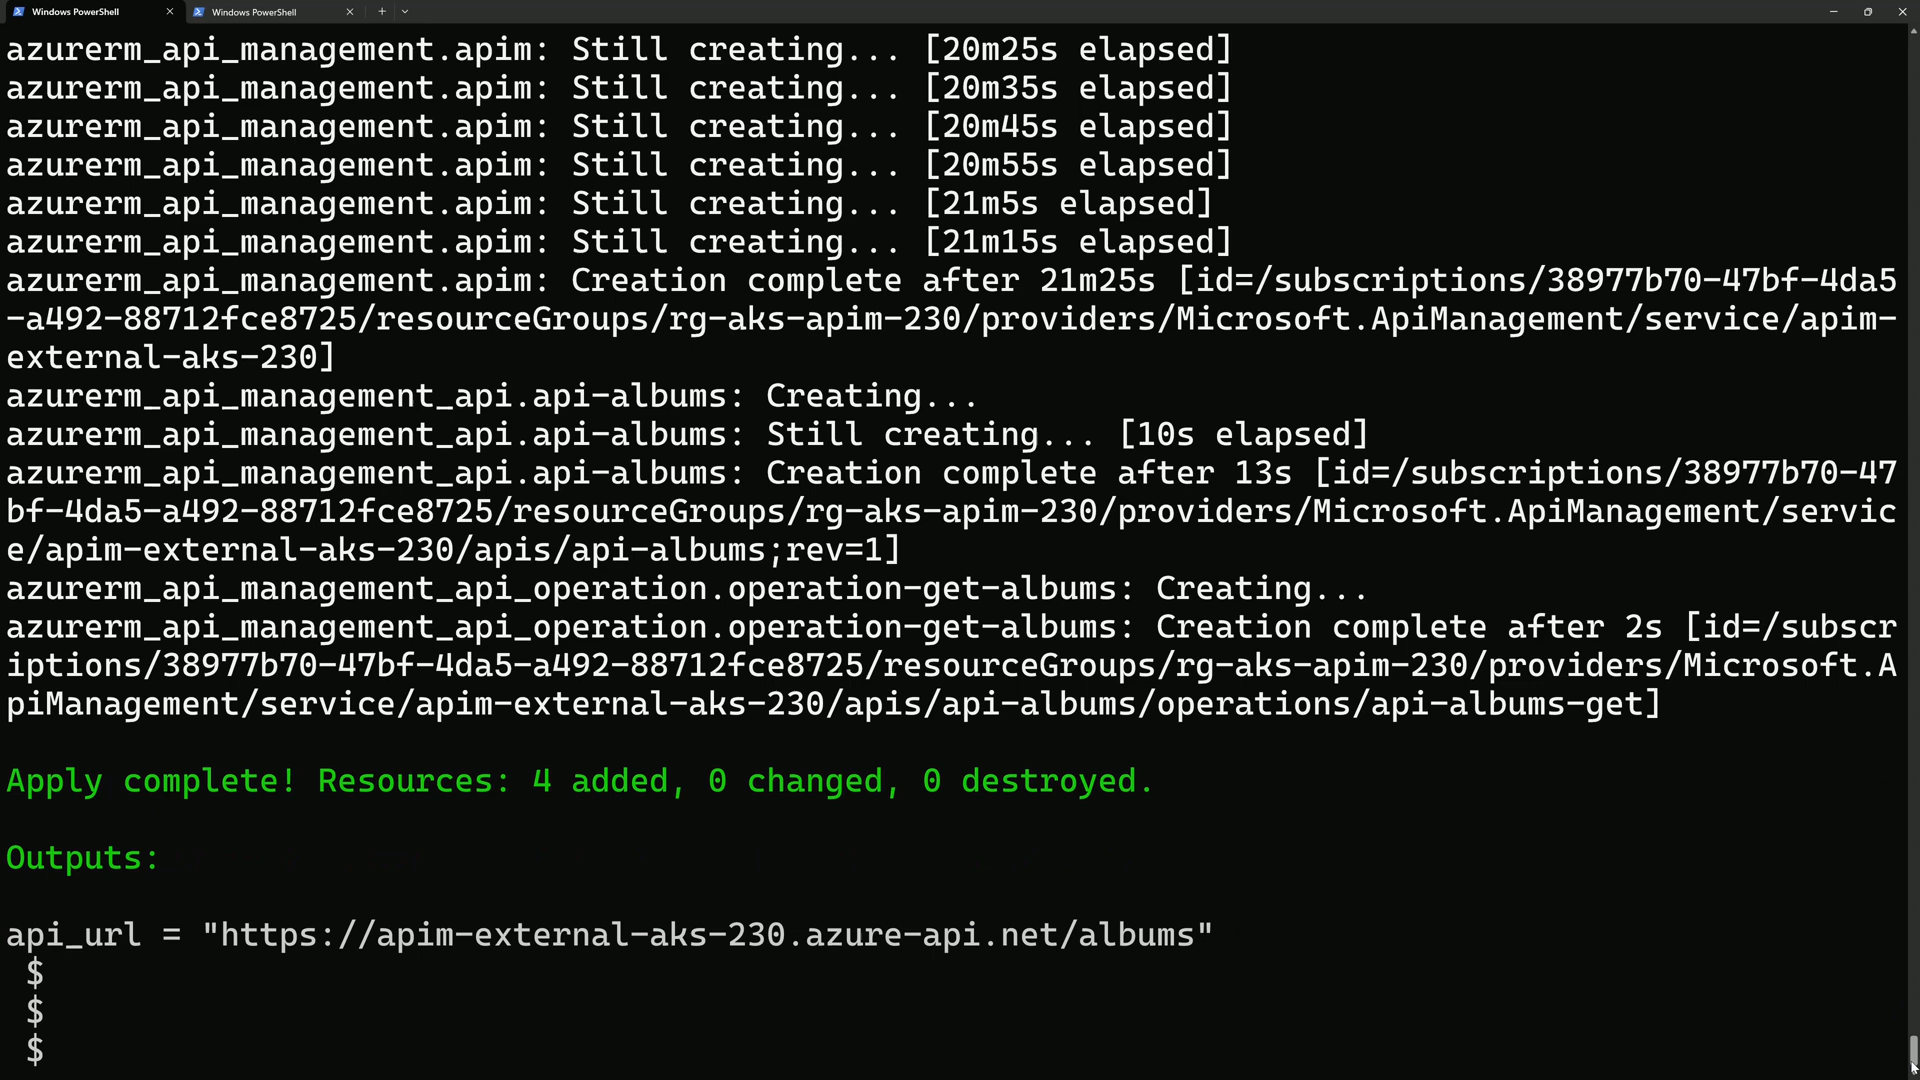 Windows PowerShell
Windows PowerShell
azurerm_api_management.apim: Still creating... [20m25s elapsed]
azurerm_api_management.apim: Still creating... [20m35s elapsed]
azurerm_api_management.apim: Still creating... [20m45s elapsed]
azurerm_api_management.apim: Still creating... [20m55s elapsed]
azurerm_api_management.apim: Still creating... [21m5s elapsed]
azurerm_api_management.apim: Still creating... [21m15s elapsed]
azurerm_api_management.apim: Creation complete after 21m25s [id=/subscriptions/38977b70-47bf-4da5
-a492-88712fce8725/resourceGroups/rg-aks-apim-230/providers/Microsoft.ApiManagement/service/apim-
external-aks-230]
azurerm_api_management_api.api-albums: Creating...
azurerm_api_management_api.api-albums: Still creating... [10s elapsed]
azurerm_api_management_api.api-albums: Creation complete after 13s [id=/subscriptions/38977b70-47
bf-4da5-a492-88712fce8725/resourceGroups/rg-aks-apim-230/providers/Microsoft.ApiManagement/servic
e/apim-external-aks-230/apis/api-albums;rev=1]
azurerm_api_management_api_operation.operation-get-albums: Creating...
azurerm_api_management_api_operation.operation-get-albums: Creation complete after 2s [id=/subscr
iptions/38977b70-47bf-4da5-a492-88712fce8725/resourceGroups/rg-aks-apim-230/providers/Microsoft.A
piManagement/service/apim-external-aks-230/apis/api-albums/operations/api-albums-get]
Apply complete! Resources: 4 added, 0 changed, 0 destroyed.
Outputs:
api_url = "https://apim-external-aks-230.azure-api.net/albums"
$
$
$